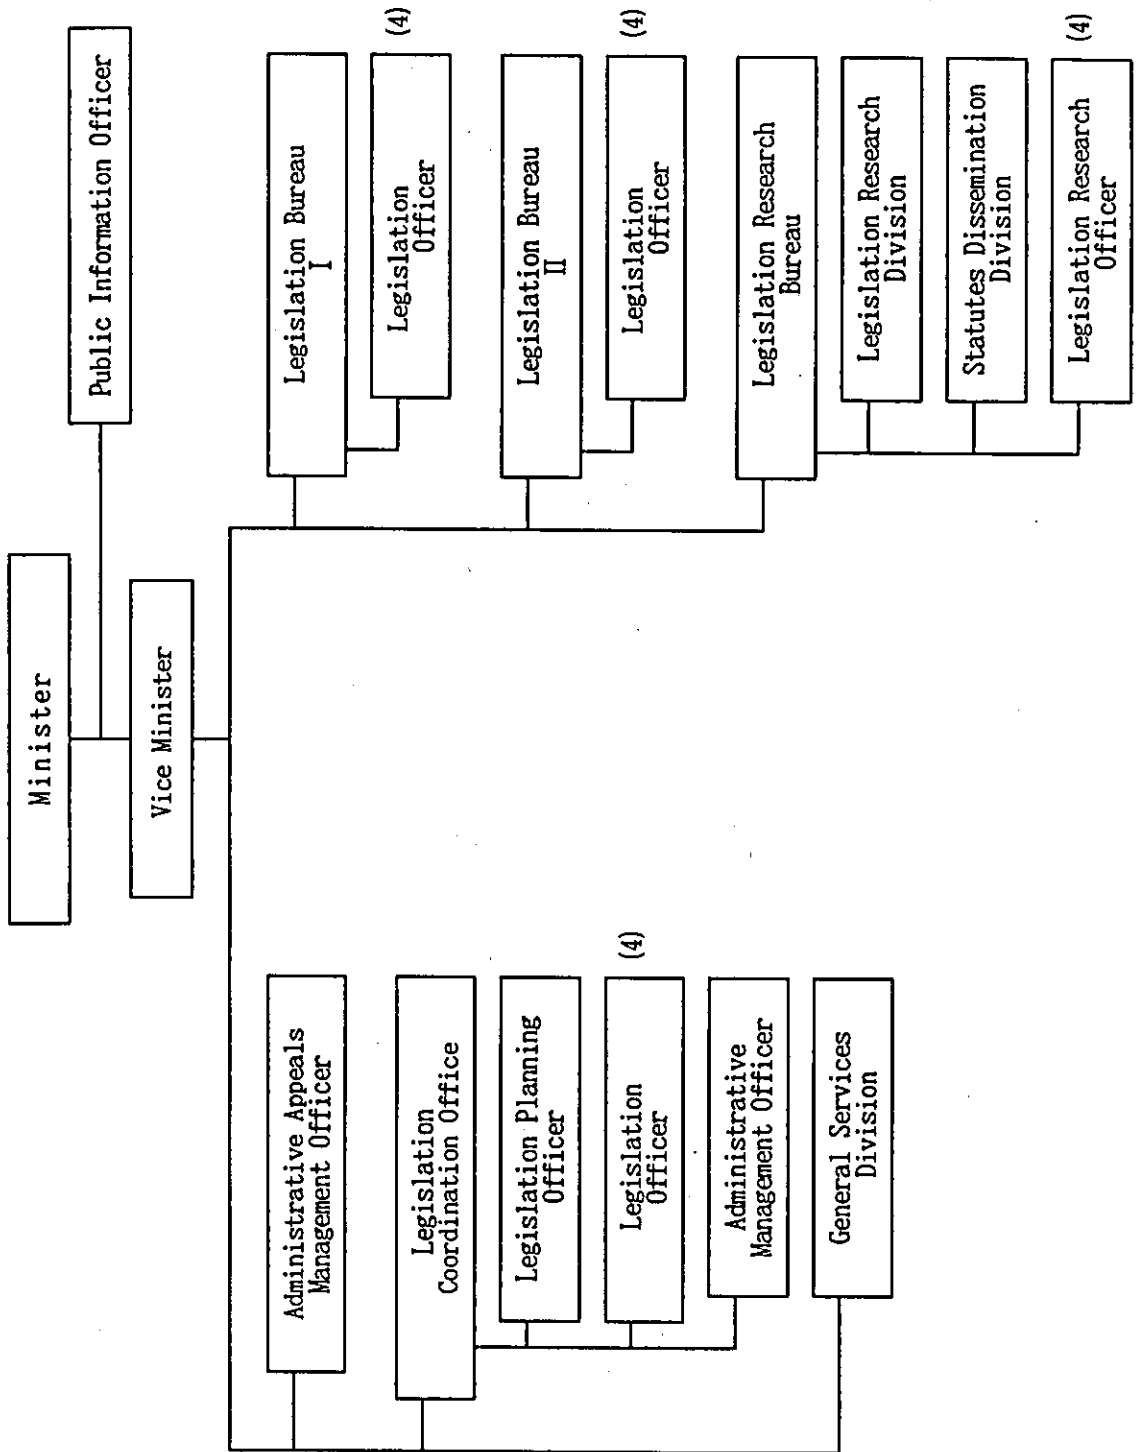 Minister
Public Information Officer
Vice Minister
Administrative Appeals
Management Officer
Legislation
Coordination Office
Legislation Planning
Officer
Legislation
Officer
(4)
Administrative
Management Officer
General Services
Division
Legislation Bureau
I
Legislation
Officer
(4)
Legislation Bureau
II
Legislation
Officer
(4)
Legislation Research
Bureau
Legislation Research
Division
Statutes Dissemination
Division
Legislation Research
Officer
(4)